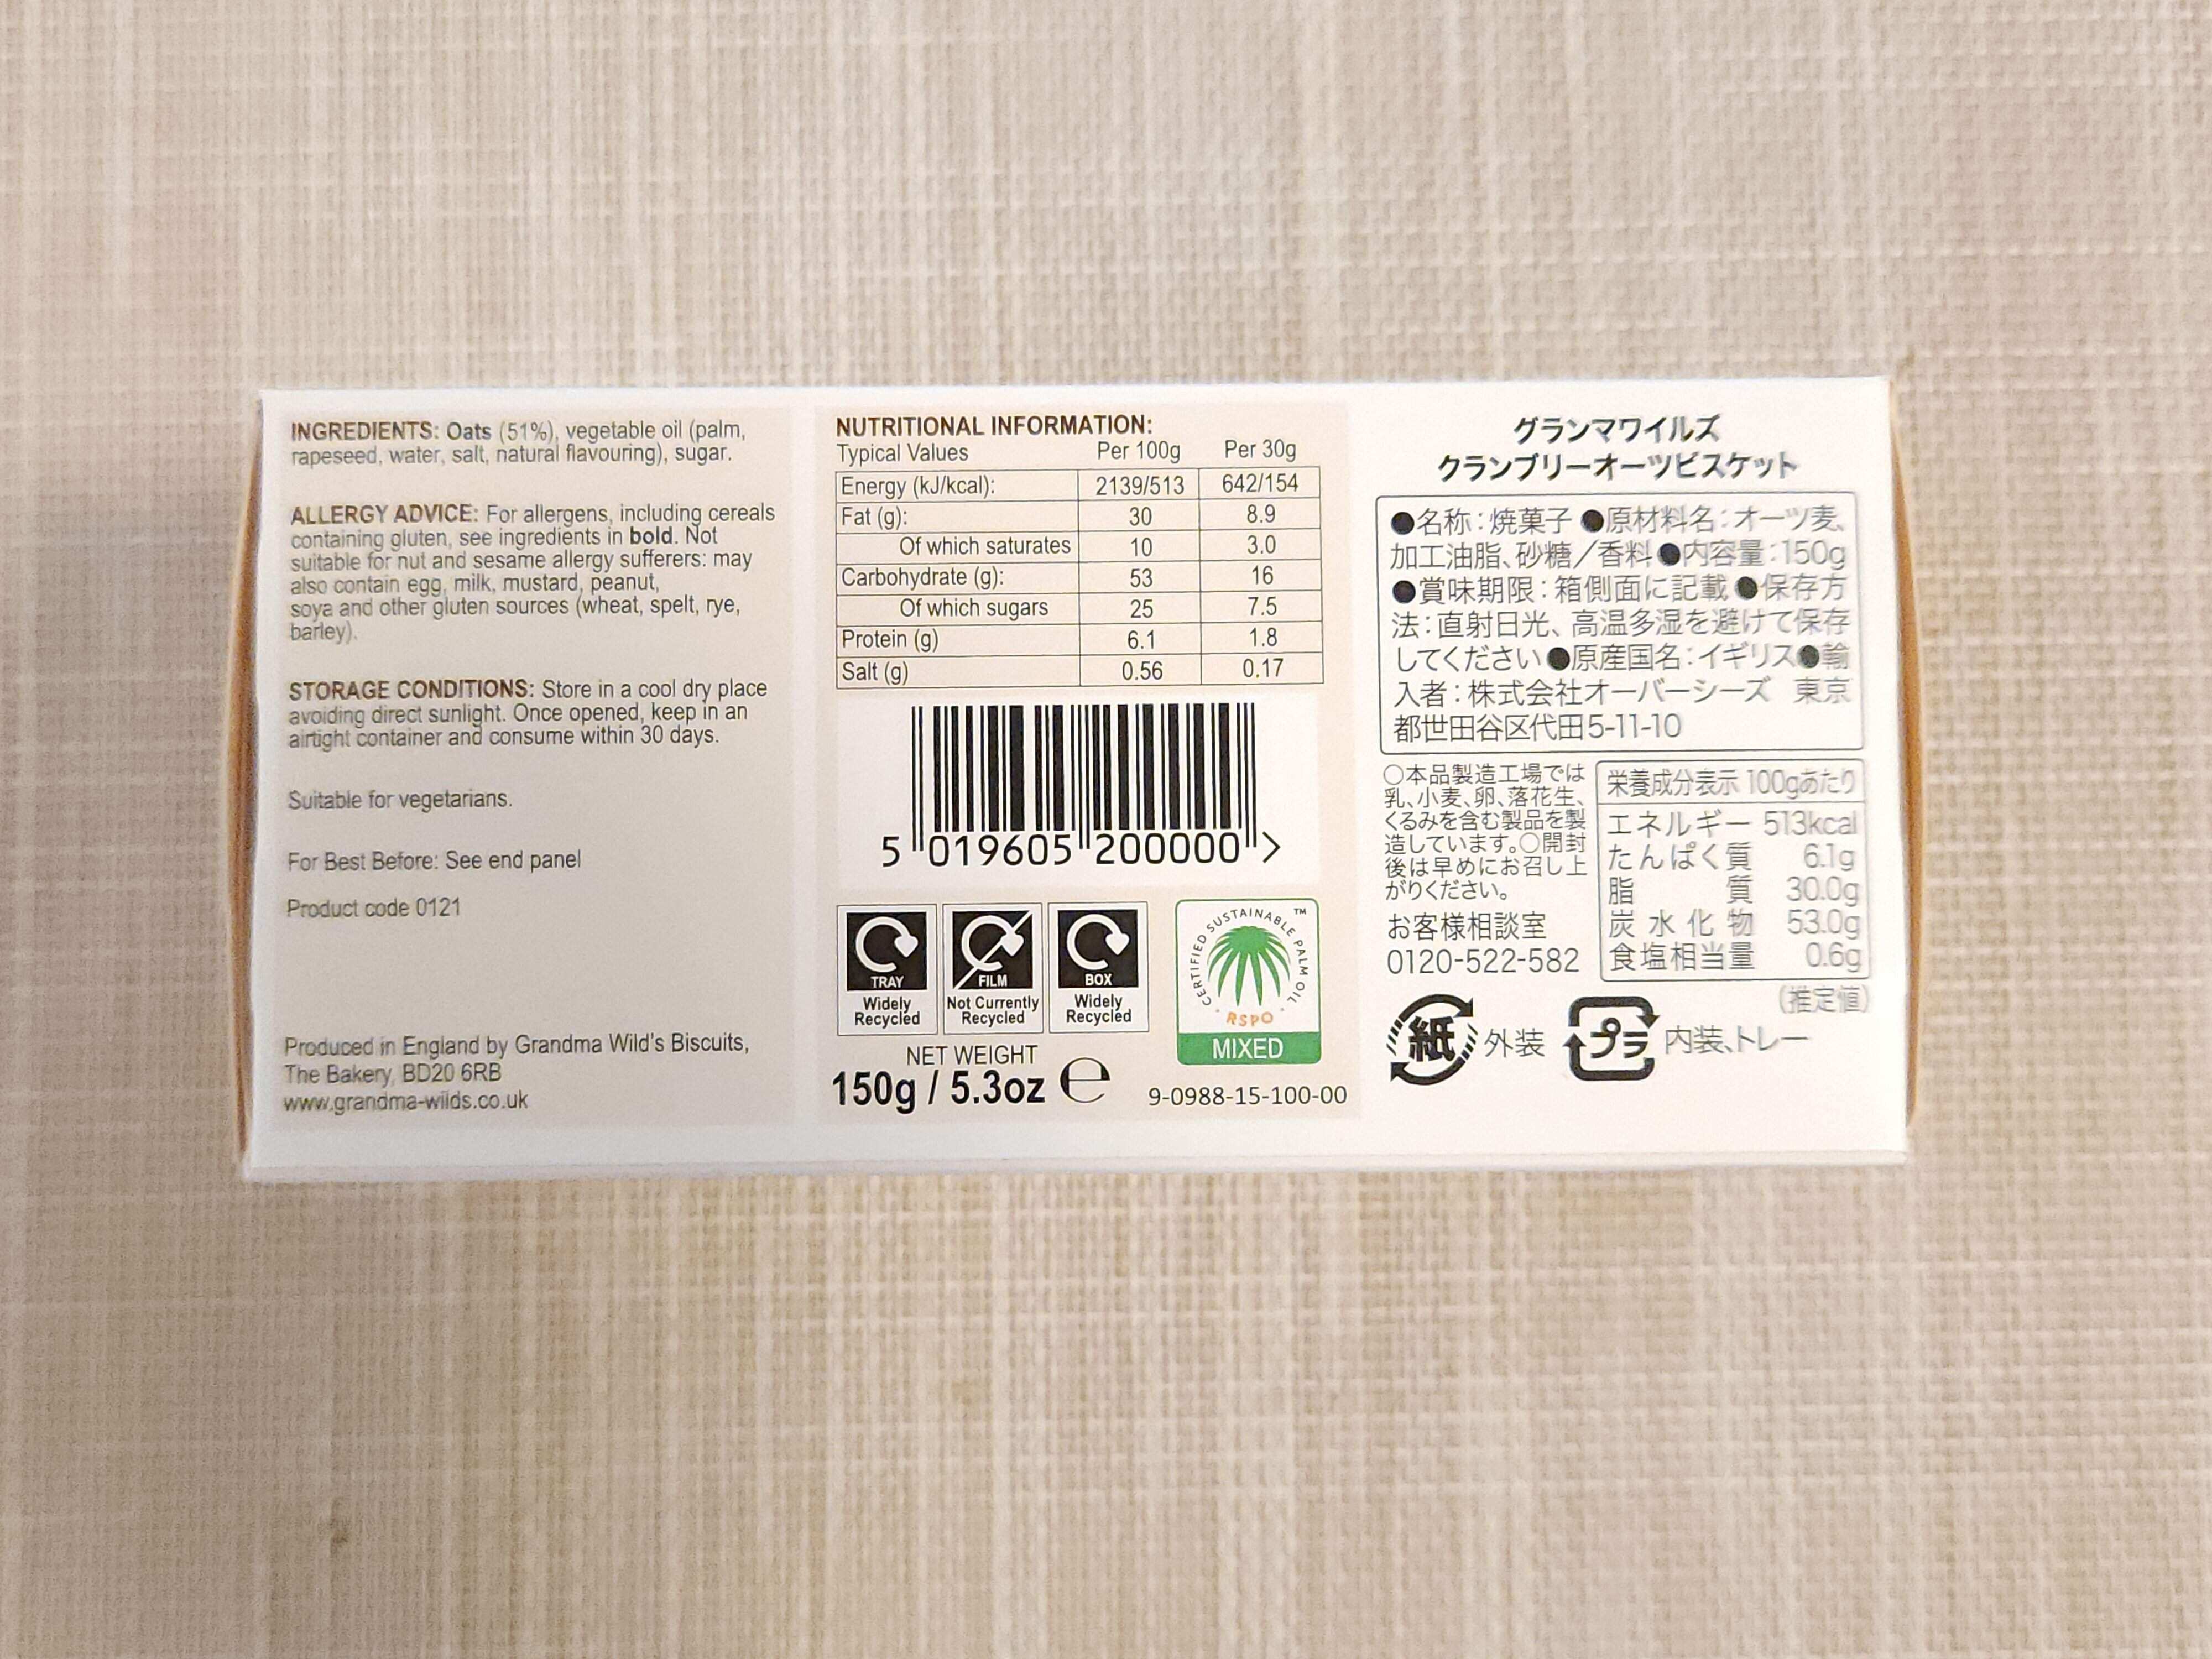 INGREDIENTS: Oats (51%), vegetable oil (palm,
rapeseed, water, salt, natural flavouring), sugar.
ALLERGY ADVICE: For allergens, including cereals
containing gluten, see ingredients in bold. Not
suitable for nut and sesame allergy sufferers: may
also contain egg, milk, mustard, peanut,
soya and other gluten sources (wheat, spelt, rye,
barley).
STORAGE CONDITIONS: Store in a cool dry place
avoiding direct sunlight. Once opened, keep in an
airtight container and consume within 30 days.
Suitable for vegetarians.
For Best Before: See end panel
Product code 0121
Produced in England by Grandma Wild's Biscuits,
The Bakery, BD20 6RB
www.grandma-wilds.co.uk
NUTRITIONAL INFORMATION:
Typical Values Per 100g Per 30g
Energy (kJ/kcal): 2139/513 642/154
Fat (g): 30 8.9
Of which saturates 10 3.0
Carbohydrate (g): 53 16
Of which sugars 25 7.5
Protein (g) 6.1 1.8
Salt (g) 0.56 0.17
5 019605 200000 >
TRAY
Widely
Recycled
FILM
Not Currently
Recycled
BOX
Widely
Recycled
CERTIFIED SUSTAINABLE PALM OIL ™
RSPO
MIXED
NET WEIGHT
150g / 5.3oz ℮
9-0988-15-100-00
グランマワイルズ
クランブリーオーツビスケット
●名称:焼菓子●原材料名:オーツ麦、
加工油脂、砂糖/香料●内容量:150g
●賞味期限:箱側面に記載●保存方
法:直射日光、高温多湿を避けて保存
してください●原産国名:イギリス●輸
入者:株式会社オーバーシーズ 東京
都世田谷区代田5-11-10
○本品製造工場では
乳、小麦、卵、落花生、
くるみを含む製品を製
造しています。○開封
後は早めにお召し上
がりください。
お客様相談室
0120-522-582
栄養成分表示 100gあたり
エネルギー 513kcal
たんぱく質 6.1g
脂質 30.0g
炭水化物 53.0g
食塩相当量 0.6g
(推定値)
紙 外装 プラ 内装、トレー